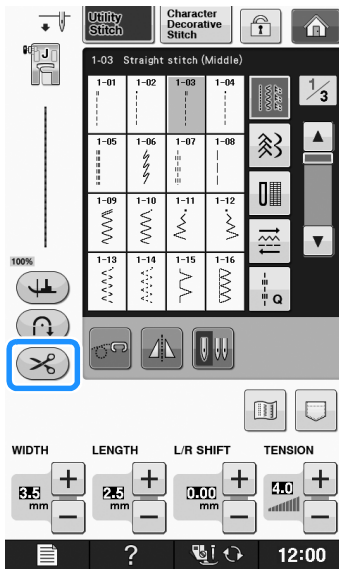 Utility Stitch
Character Decorative Stitch
J
1-03 Straight stitch (Middle)
1/3
1-01 1-02 1-03 1-04
1-05 1-06 1-07 1-08
1-09 1-10 1-11 1-12
1-13 1-14 1-15 1-16
Q
100%
WIDTH LENGTH L/R SHIFT TENSION
3.5 mm + −
2.5 mm + −
0.00 mm + −
4.0 + −
? 12:00